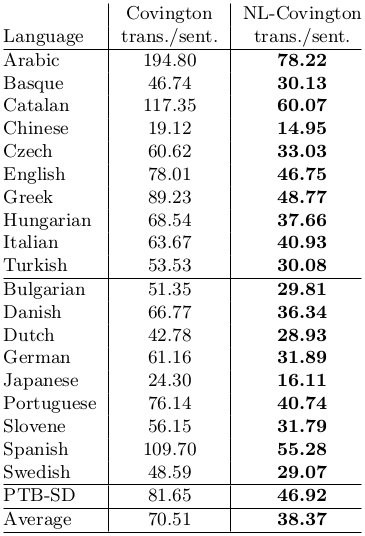 Covington NL-Covington
Language trans./sent. trans./sent.
Arabic 194.80 78.22
Basque 46.74 30.13
Catalan 117.35 60.07
Chinese 19.12 14.95
Czech 60.62 33.03
English 78.01 46.75
Greek 89.23 48.77
Hungarian 68.54 37.66
Italian 63.67 40.93
Turkish 53.53 30.08
Bulgarian 51.35 29.81
Danish 66.77 36.34
Dutch 42.78 28.93
German 61.16 31.89
Japanese 24.30 16.11
Portuguese 76.14 40.74
Slovene 56.15 31.79
Spanish 109.70 55.28
Swedish 48.59 29.07
PTB-SD 81.65 46.92
Average 70.51 38.37